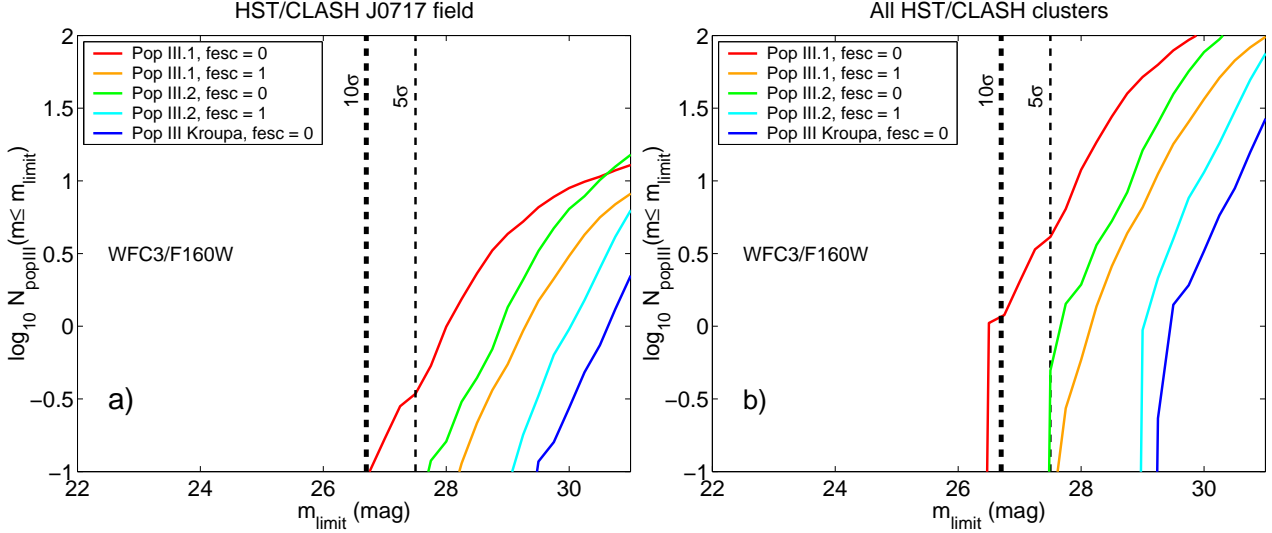 HST/CLASH J0717 field
2
1.5
1
0.5
0
−0.5
−1
log10 NpopIII(m≤ mlimit)
Pop III.1, fesc = 0
Pop III.1, fesc = 1
Pop III.2, fesc = 0
Pop III.2, fesc = 1
Pop III Kroupa, fesc = 0
10σ
5σ
WFC3/F160W
a)
22
24
26
28
30
mlimit (mag)
All HST/CLASH clusters
2
1.5
1
0.5
0
−0.5
−1
log10 NpopIII(m≤ mlimit)
Pop III.1, fesc = 0
Pop III.1, fesc = 1
Pop III.2, fesc = 0
Pop III.2, fesc = 1
Pop III Kroupa, fesc = 0
10σ
5σ
WFC3/F160W
b)
22
24
26
28
30
mlimit (mag)